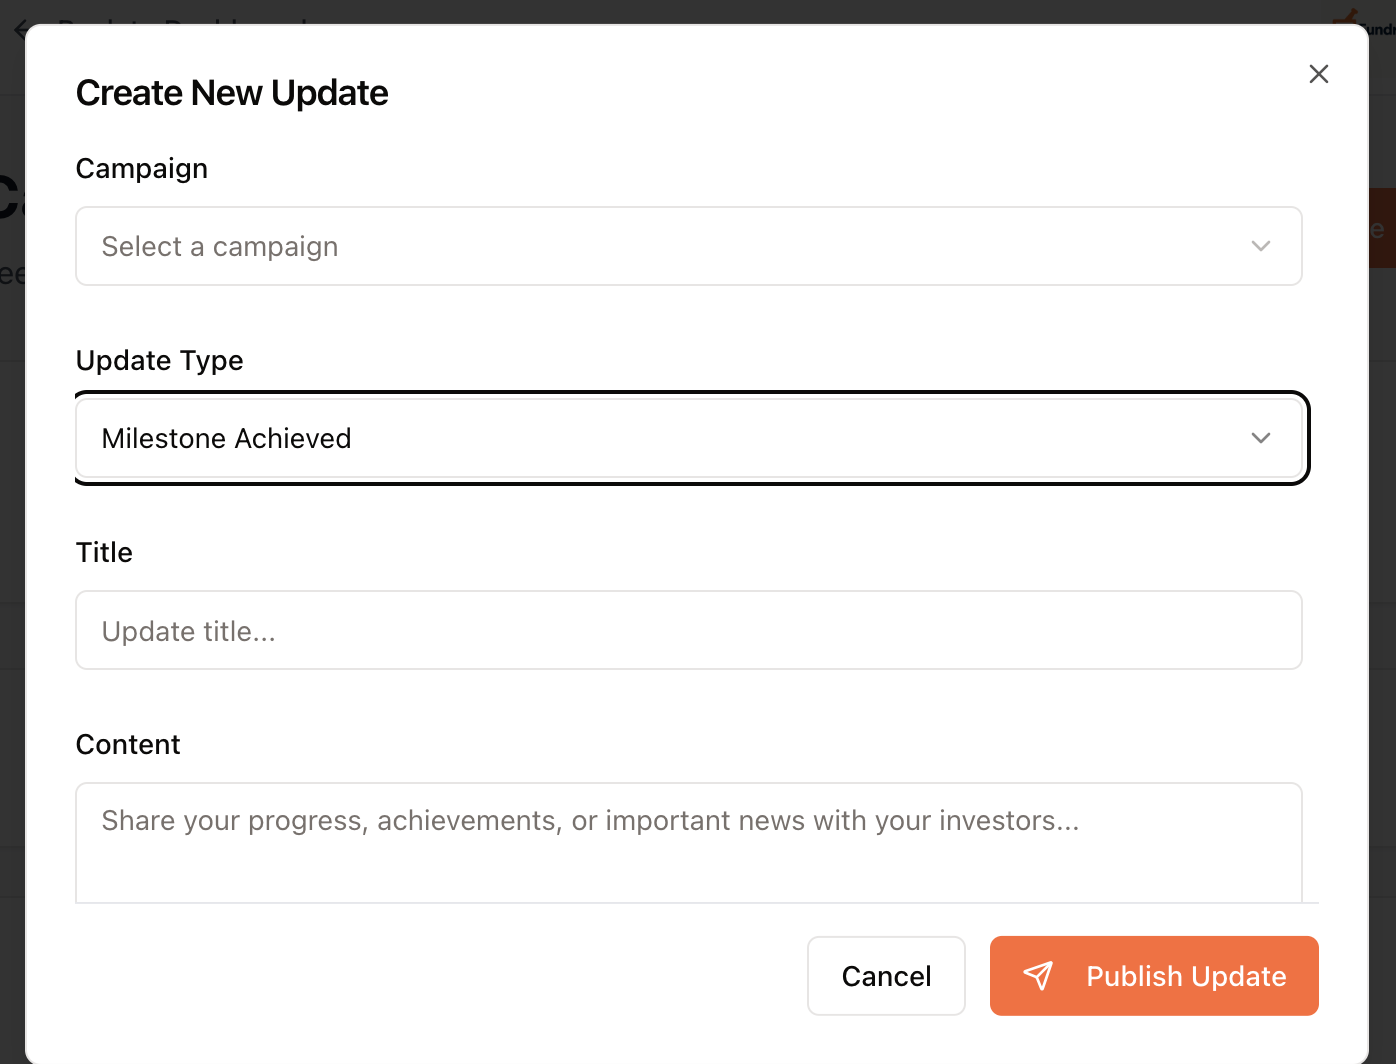 Create New Update
Campaign
Select a campaign
Update Type
Milestone Achieved
Title
Update title...
Content
Share your progress, achievements, or important news with your investors...
Cancel
Publish Update